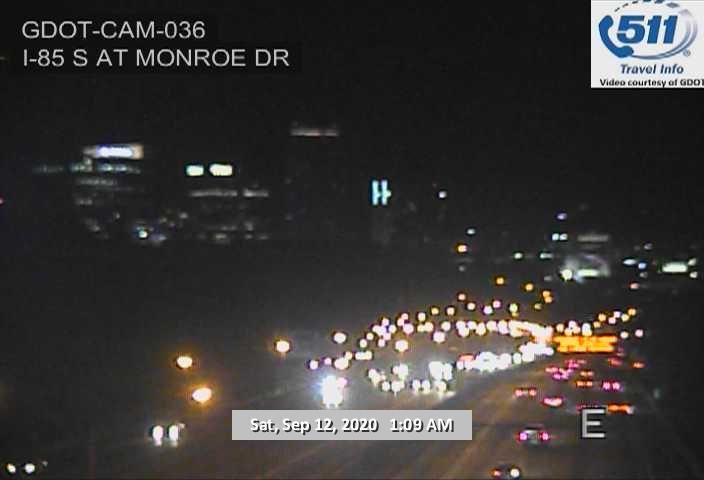 GDOT-CAM-036
I-85 S AT MONROE DR
511
®
Travel Info
Video courtesy of GDOT
H
Sat, Sep 12, 2020 1:09 AM
E